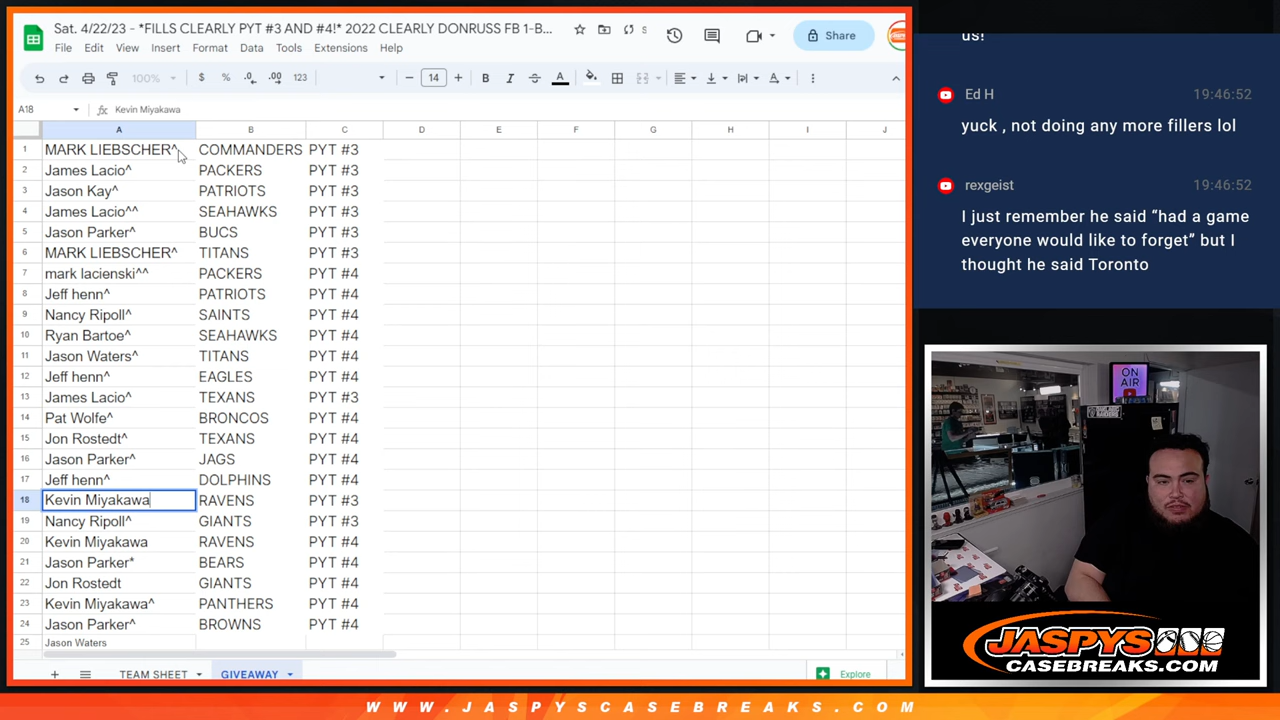 Sat. 4/22/23 - *FILLS CLEARLY PYT #3 AND #4!* 2022 CLEARLY DONRUSS FB 1-B...
S
Share
File Edit View Insert Format Data Tools Extensions Help
100% $ % .0 .00 123 14 B I A
A18 fx Kevin Miyakawa
A B C D E F G H I J
1 MARK LIEBSCHER^ COMMANDERS PYT #3
2 James Lacio^ PACKERS PYT #3
3 Jason Kay^ PATRIOTS PYT #3
4 James Lacio^^ SEAHAWKS PYT #3
5 Jason Parker^ BUCS PYT #3
6 MARK LIEBSCHER^ TITANS PYT #3
7 mark lacienski^^ PACKERS PYT #4
8 Jeff henn^ PATRIOTS PYT #4
9 Nancy Ripoll^ SAINTS PYT #4
10 Ryan Bartoe^ SEAHAWKS PYT #4
11 Jason Waters^ TITANS PYT #4
12 Jeff henn^ EAGLES PYT #4
13 James Lacio^ TEXANS PYT #3
14 Pat Wolfe^ BRONCOS PYT #4
15 Jon Rostedt^ TEXANS PYT #4
16 Jason Parker^ JAGS PYT #4
17 Jeff henn^ DOLPHINS PYT #4
18 Kevin Miyakawa RAVENS PYT #3
19 Nancy Ripoll^ GIANTS PYT #3
20 Kevin Miyakawa RAVENS PYT #4
21 Jason Parker* BEARS PYT #4
22 Jon Rostedt GIANTS PYT #4
23 Kevin Miyakawa^ PANTHERS PYT #4
24 Jason Parker^ BROWNS PYT #4
25 Jason Waters
TEAM SHEET GIVEAWAY Explore
us!
Ed H 19:46:52
yuck , not doing any more fillers lol
rexgeist 19:46:52
I just remember he said “had a game
everyone would like to forget” but I
thought he said Toronto
ON
AIR
JASPYS
CASEBREAKS.COM
WWW.JASPYSCASEBREAKS.COM